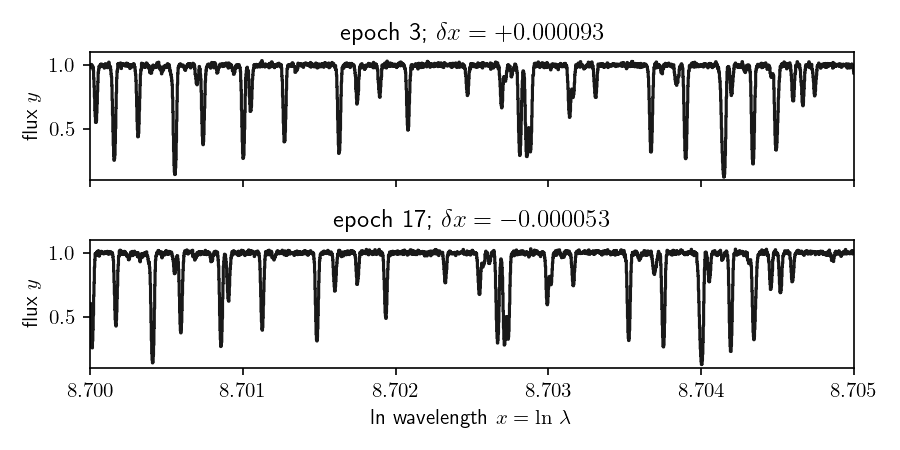 epoch 3; δx = +0.000093
1.0
0.5
flux y
epoch 17; δx = −0.000053
1.0
0.5
flux y
8.700 8.701 8.702 8.703 8.704 8.705
ln wavelength x = ln λ